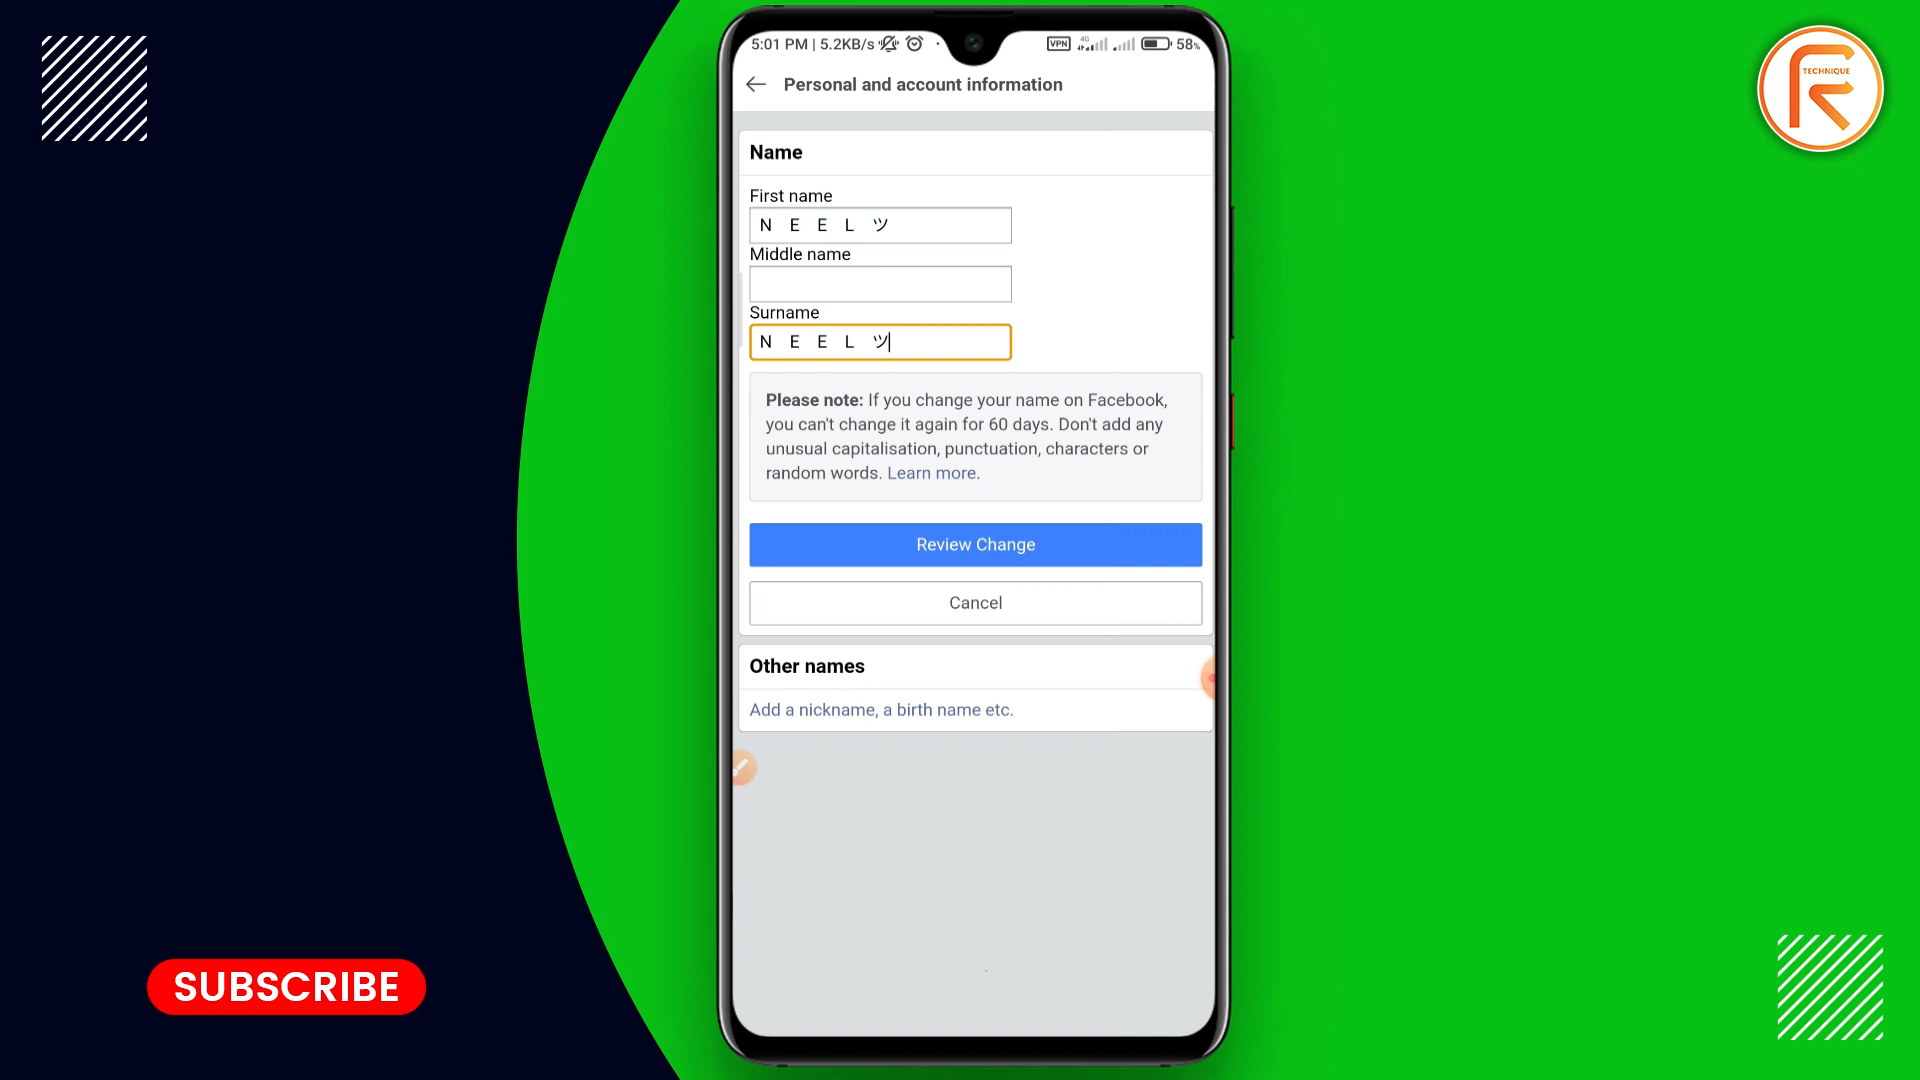 5:01 PM | 5.2KB/s
VPN 4G 58%
TECHNIQUE
Personal and account information
Name
First name
N E E L ツ
Middle name
Surname
N E E L ツ
Please note: If you change your name on Facebook,
you can't change it again for 60 days. Don't add any
unusual capitalisation, punctuation, characters or
random words. Learn more.
Review Change
Cancel
Other names
Add a nickname, a birth name etc.
SUBSCRIBE